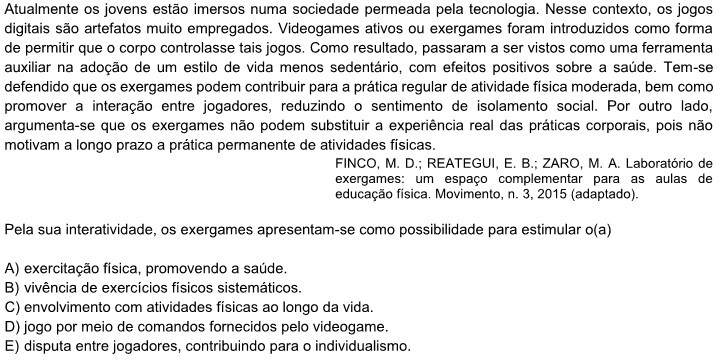 Atualmente os jovens estão imersos numa sociedade permeada pela tecnologia. Nesse contexto, os jogos
digitais são artefatos muito empregados. Videogames ativos ou exergames foram introduzidos como forma
de permitir que o corpo controlasse tais jogos. Como resultado, passaram a ser vistos como uma ferramenta
auxiliar na adoção de um estilo de vida menos sedentário, com efeitos positivos sobre a saúde. Tem-se
defendido que os exergames podem contribuir para a prática regular de atividade física moderada, bem como
promover a interação entre jogadores, reduzindo o sentimento de isolamento social. Por outro lado,
argumenta-se que os exergames não podem substituir a experiência real das práticas corporais, pois não
motivam a longo prazo a prática permanente de atividades físicas.
FINCO, M. D.; REATEGUI, E. B.; ZARO, M. A. Laboratório de
exergames: um espaço complementar para as aulas de
educação física. Movimento, n. 3, 2015 (adaptado).
Pela sua interatividade, os exergames apresentam-se como possibilidade para estimular o(a)
A) exercitação física, promovendo a saúde.
B) vivência de exercícios físicos sistemáticos.
C) envolvimento com atividades físicas ao longo da vida.
D) jogo por meio de comandos fornecidos pelo videogame.
E) disputa entre jogadores, contribuindo para o individualismo.